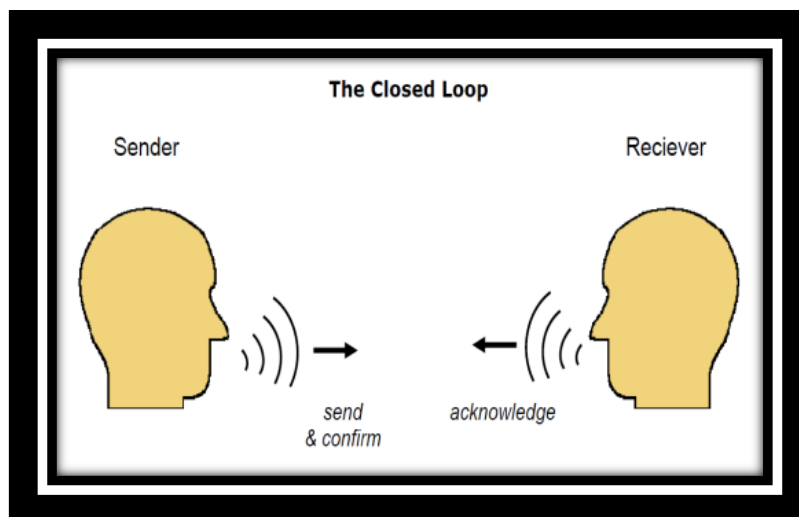 The Closed Loop
Sender
Reciever
send
& confirm
acknowledge